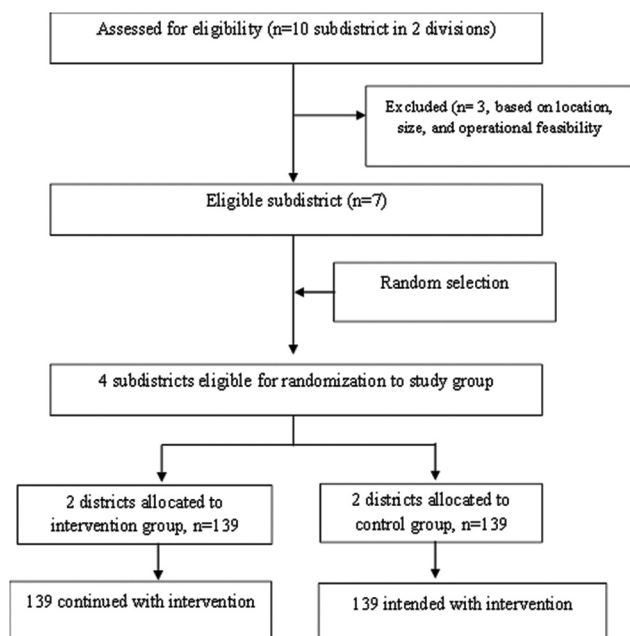 Assessed for eligibility (n=10 subdistrict in 2 divisions)
Excluded (n= 3, based on location,
size, and operational feasibility
Eligible subdistrict (n=7)
Random selection
4 subdistricts eligible for randomization to study group
2 districts allocated to
intervention group, n=139
2 districts allocated to
control group, n=139
139 continued with intervention
139 intended with intervention